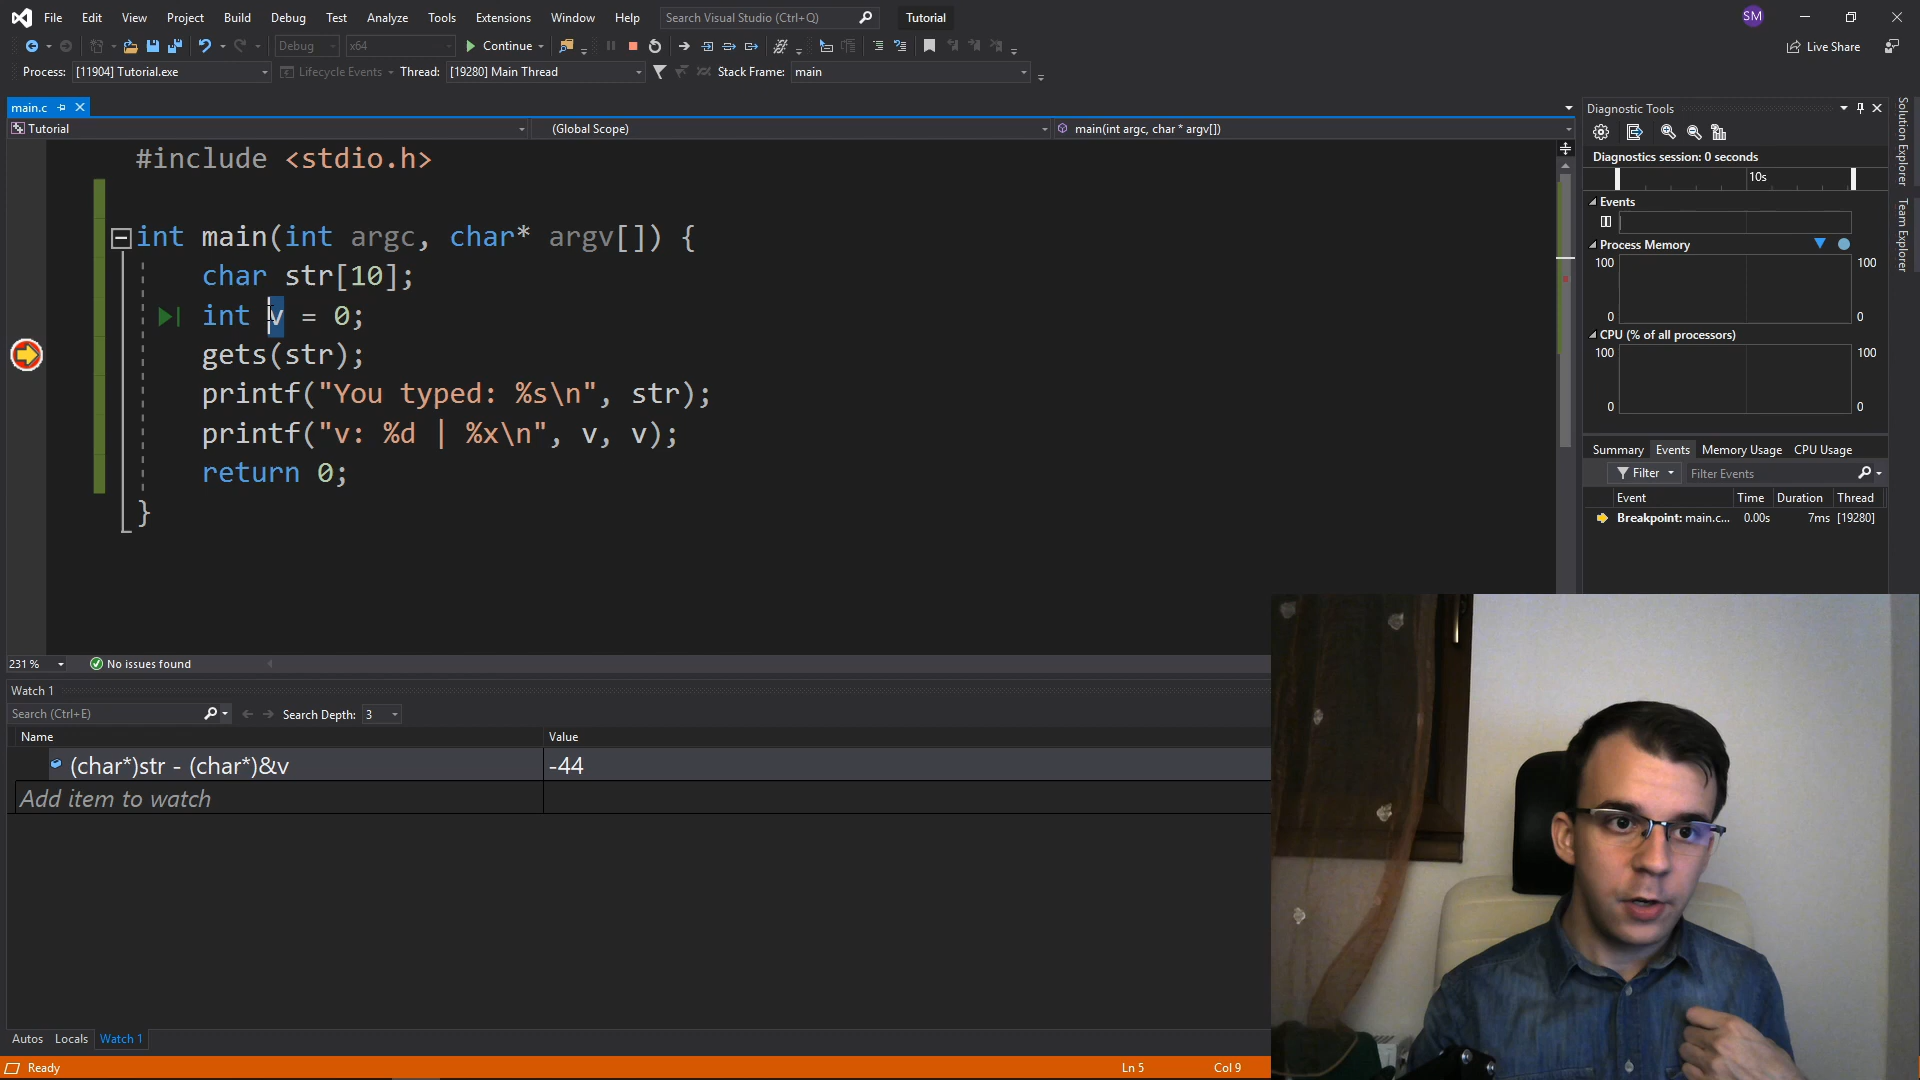 File Edit View Project Build Debug Test Analyze Tools Extensions Window Help Search Visual Studio (Ctrl+Q) Tutorial SM
Debug x64 Continue Live Share
Process: [11904] Tutorial.exe Lifecycle Events Thread: [19280] Main Thread Stack Frame: main
main.c
Tutorial (Global Scope) main(int argc, char * argv[])
#include <stdio.h>
int main(int argc, char* argv[]) {
char str[10];
int v = 0;
gets(str);
printf("You typed: %s\n", str);
printf("v: %d | %x\n", v, v);
return 0;
}
231 % No issues found
Watch 1
Search (Ctrl+E) Search Depth: 3
Name Value
(char*)str - (char*)&v -44
Add item to watch
Autos Locals Watch 1
Ready Ln 5 Col 9
Diagnostic Tools
Diagnostics session: 0 seconds
10s
Events
Process Memory
100 100
0 0
CPU (% of all processors)
100 100
0 0
Summary Events Memory Usage CPU Usage
Filter Filter Events
Event Time Duration Thread
Breakpoint: main.c... 0.00s 7ms [19280]
Solution Explorer
Team Explorer